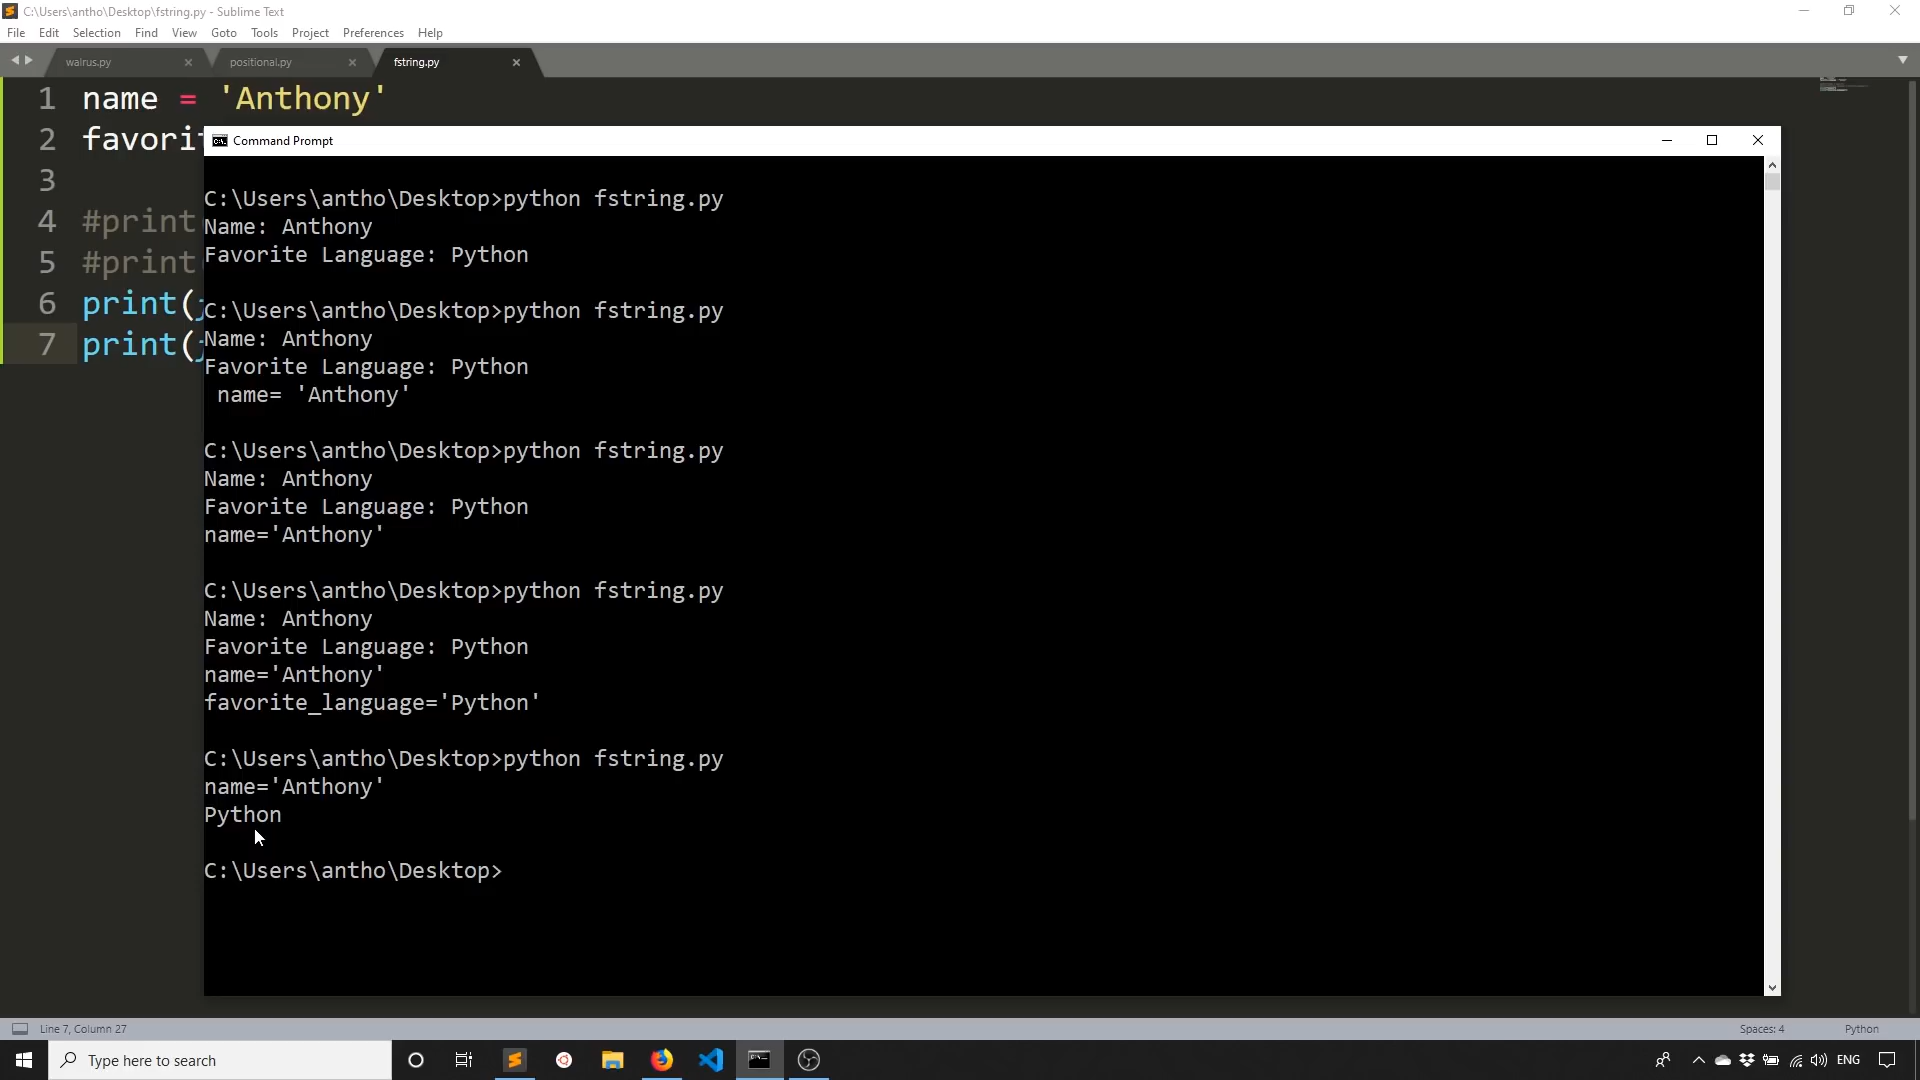 C:\Users\antho\Desktop\fstring.py - Sublime Text
File Edit Selection Find View Goto Tools Project Preferences Help
walrus.py positional.py fstring.py
1 name = 'Anthony'
2 favorit
Command Prompt
3
4 #print
5 #print
6 print(
7 print(
C:\Users\antho\Desktop>python fstring.py
Name: Anthony
Favorite Language: Python
C:\Users\antho\Desktop>python fstring.py
Name: Anthony
Favorite Language: Python
 name= 'Anthony'
C:\Users\antho\Desktop>python fstring.py
Name: Anthony
Favorite Language: Python
name='Anthony'
C:\Users\antho\Desktop>python fstring.py
Name: Anthony
Favorite Language: Python
name='Anthony'
favorite_language='Python'
C:\Users\antho\Desktop>python fstring.py
name='Anthony'
Python
C:\Users\antho\Desktop>
Line 7, Column 27 Spaces: 4 Python
Type here to search ENG